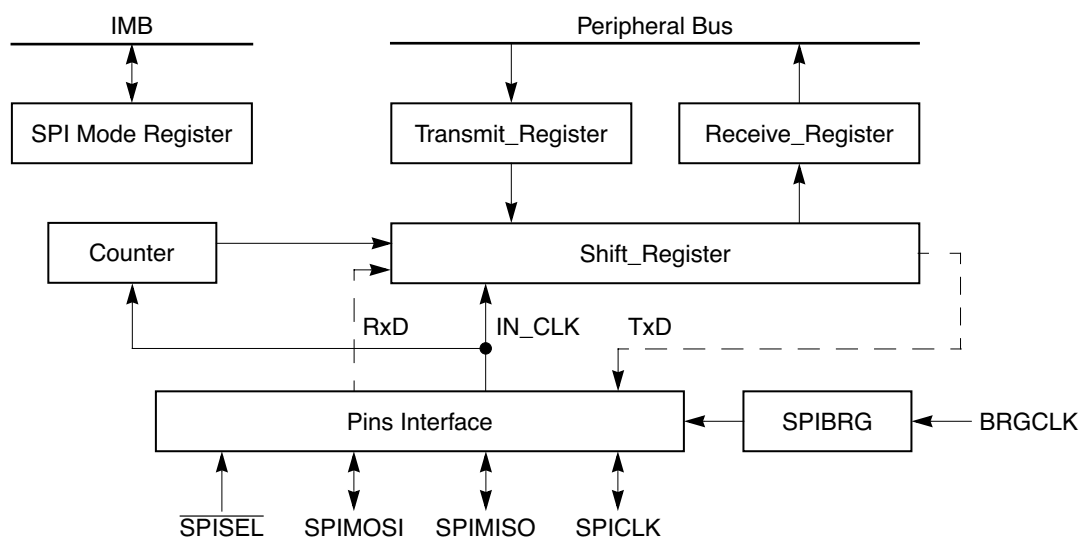 IMB
Peripheral Bus
SPI Mode Register
Transmit_Register
Receive_Register
Counter
Shift_Register
RxD
IN_CLK
TxD
Pins Interface
SPIBRG
BRGCLK
SPISEL
SPIMOSI
SPIMISO
SPICLK